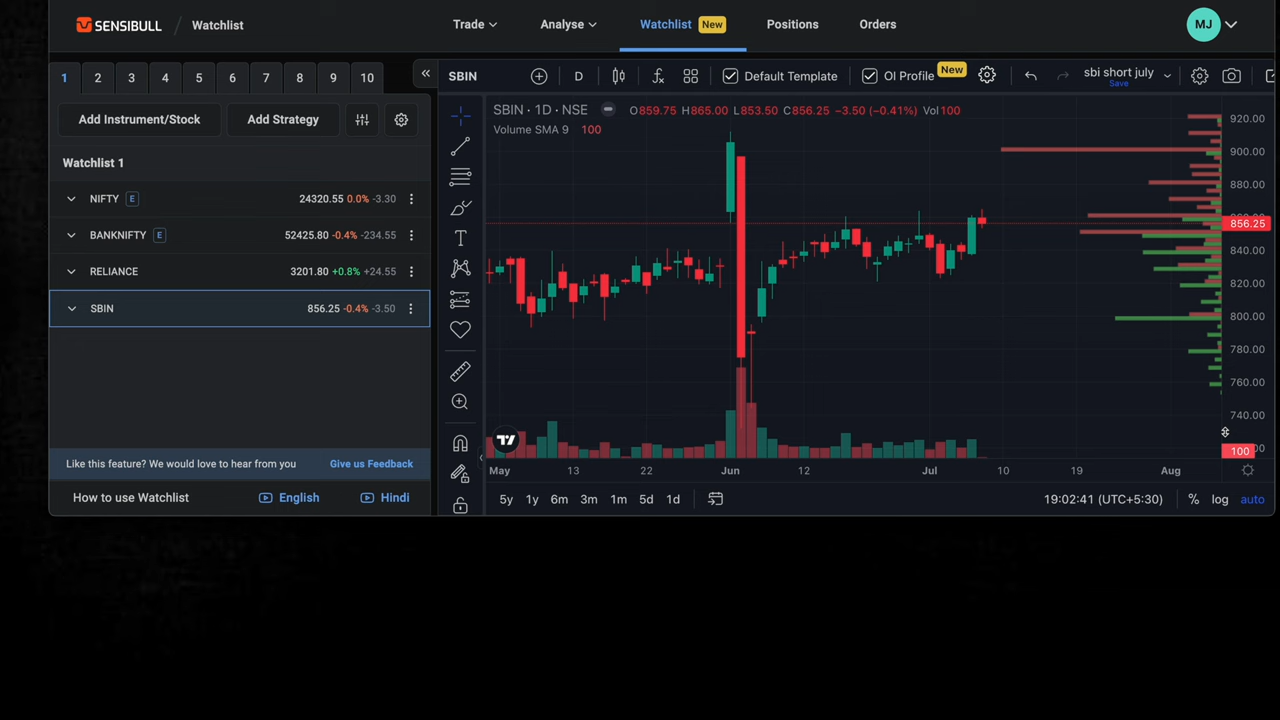 SENSIBULL / Watchlist
Trade Analyse Watchlist New Positions Orders MJ
1 2 3 4 5 6 7 8 9 10
Add Instrument/Stock Add Strategy
Watchlist 1
NIFTY E 24320.55 0.0% -3.30
BANKNIFTY E 52425.80 -0.4% -234.55
RELIANCE 3201.80 +0.8% +24.55
SBIN 856.25 -0.4% -3.50
Like this feature? We would love to hear from you Give us Feedback
How to use Watchlist English Hindi
SBIN D Default Template OI Profile New sbi short july
Save
SBIN · 1D · NSE O859.75 H865.00 L853.50 C856.25 -3.50 (-0.41%) Vol100
Volume SMA 9 100
T
920.00
900.00
880.00
856.25
840.00
820.00
800.00
780.00
760.00
740.00
100
May 13 22 Jun 12 Jul 10 19 Aug
5y 1y 6m 3m 1m 5d 1d 19:02:41 (UTC+5:30) % log auto